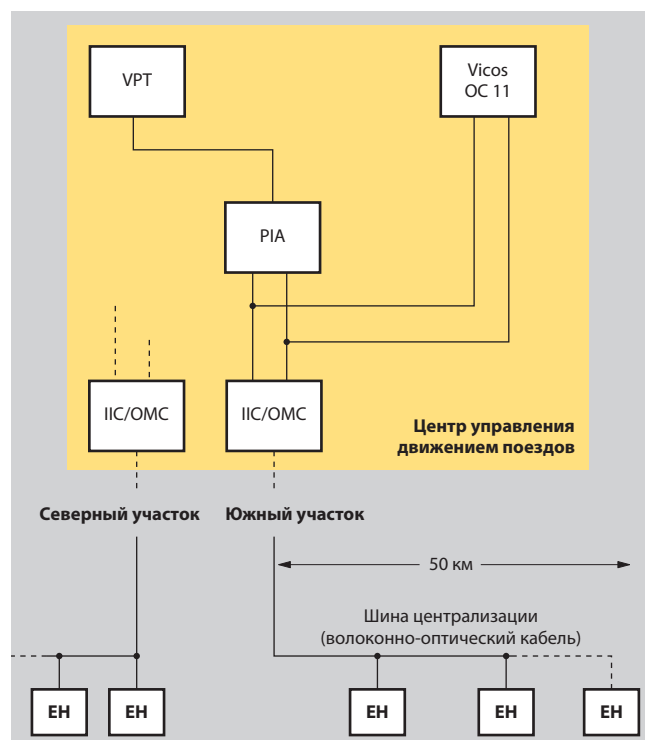 VPT
Vicos
OC 11
PIA
IIC/OMC
IIC/OMC
Центр управления
движением поездов
Северный участок
Южный участок
50 км
Шина централизации
(волоконно-оптический кабель)
EH
EH
EH
EH
EH